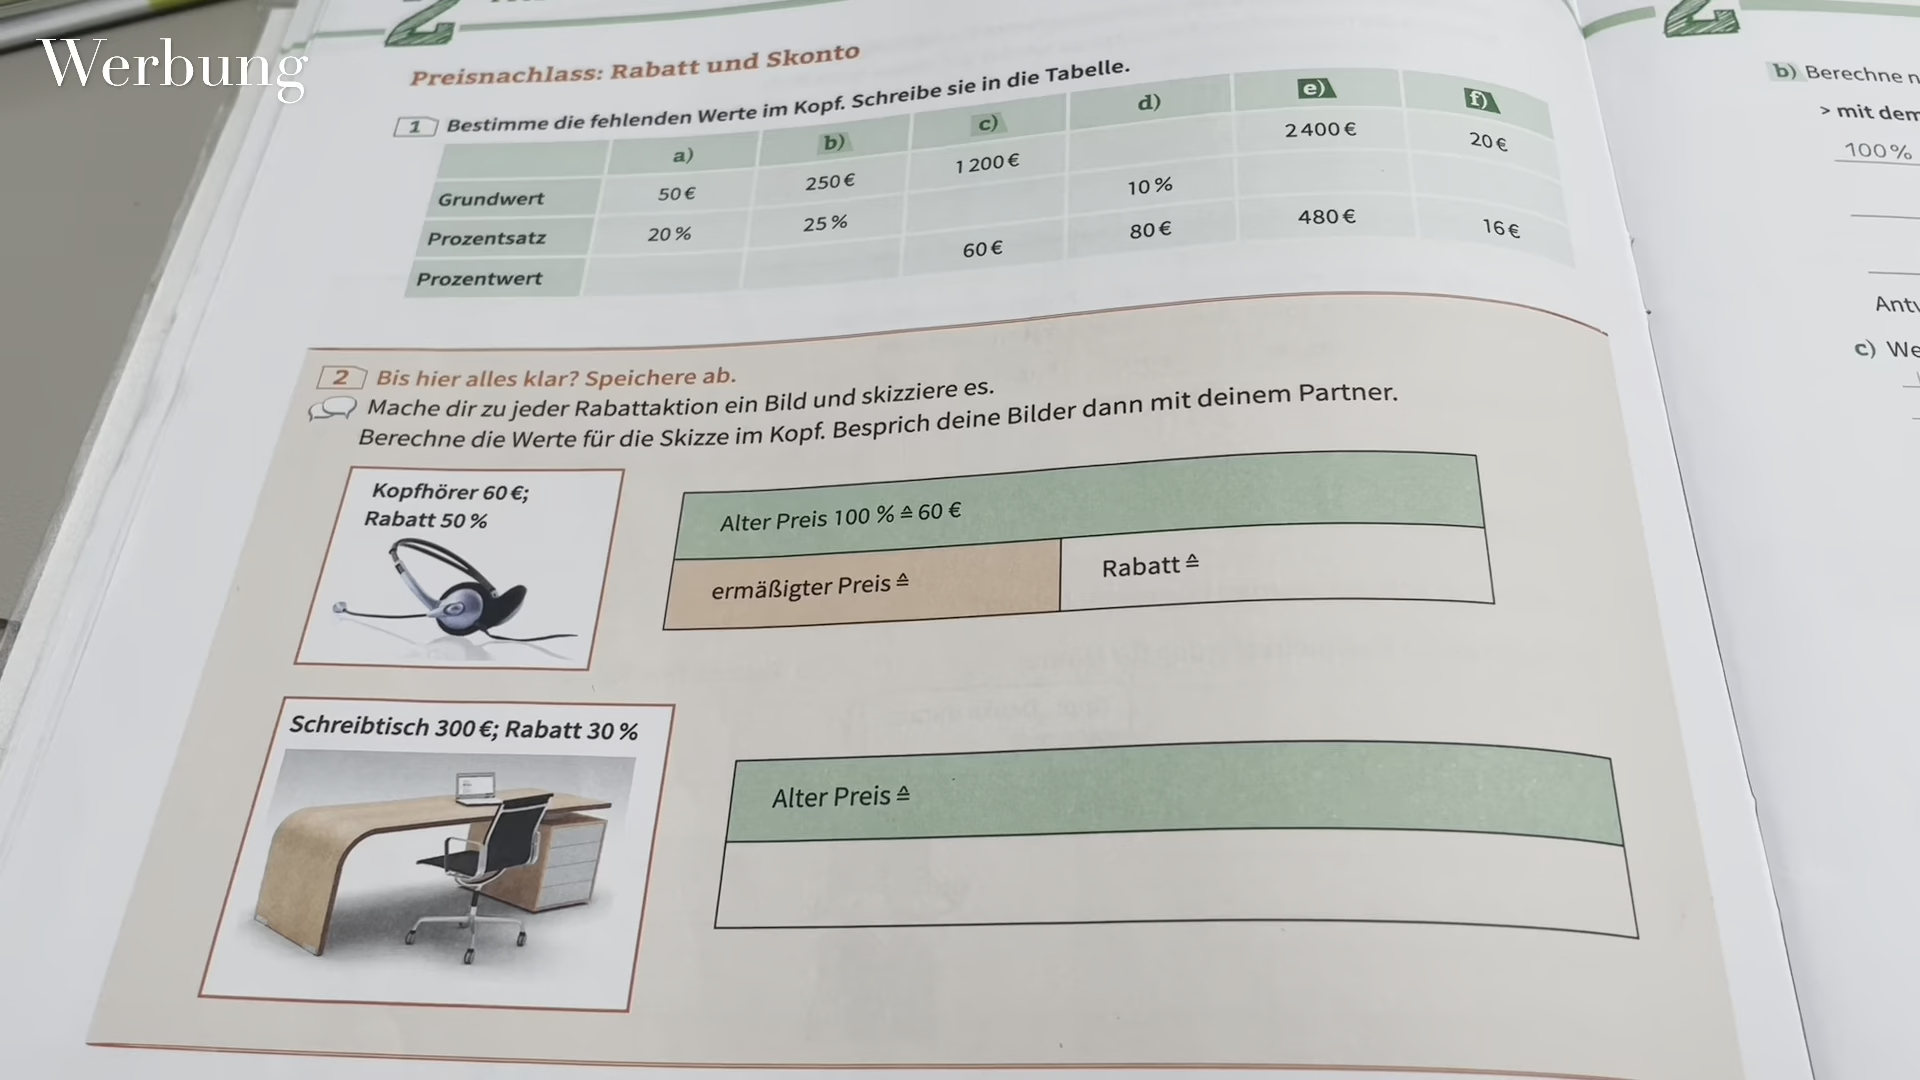 Werbung
Preisnachlass: Rabatt und Skonto
1 Bestimme die fehlenden Werte im Kopf. Schreibe sie in die Tabelle.
a) b) c) d) e) f)
Grundwert 50 € 250 € 1 200 € 2 400 € 20 €
Prozentsatz 20 % 25 % 10 %
Prozentwert 60 € 80 € 480 € 16 €
2 Bis hier alles klar? Speichere ab.
Mache dir zu jeder Rabattaktion ein Bild und skizziere es.
Berechne die Werte für die Skizze im Kopf. Besprich deine Bilder dann mit deinem Partner.
Kopfhörer 60 €;
Rabatt 50 %
Alter Preis 100 % ≙ 60 €
ermäßigter Preis ≙
Rabatt ≙
Schreibtisch 300 €; Rabatt 30 %
Alter Preis ≙
2
b) Berechne
> mit dem
100 %
c)